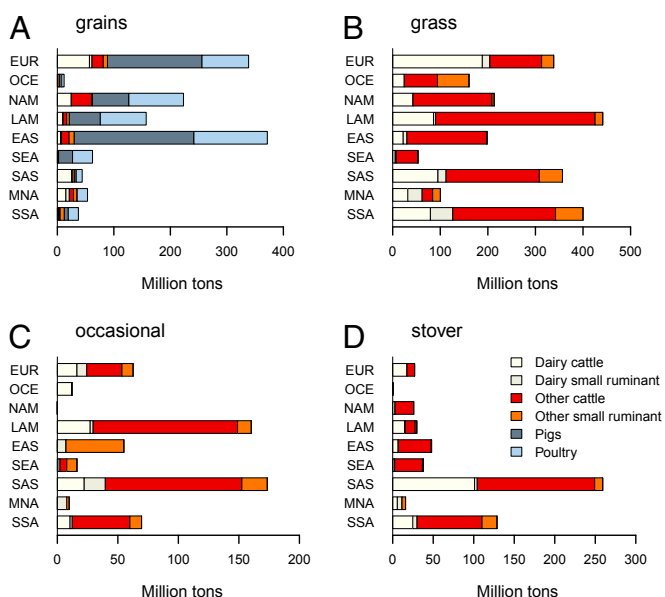 A grains
EUR
OCE
NAM
LAM
EAS
SEA
SAS
MNA
SSA
0 100 200 300 400
Million tons
B grass
EUR
OCE
NAM
LAM
EAS
SEA
SAS
MNA
SSA
0 100 200 300 400 500
Million tons
C occasional
EUR
OCE
NAM
LAM
EAS
SEA
SAS
MNA
SSA
0 50 100 150 200
Million tons
D stover
EUR
OCE
NAM
LAM
EAS
SEA
SAS
MNA
SSA
Dairy cattle
Dairy small ruminant
Other cattle
Other small ruminant
Pigs
Poultry
0 50 100 150 200 250 300
Million tons